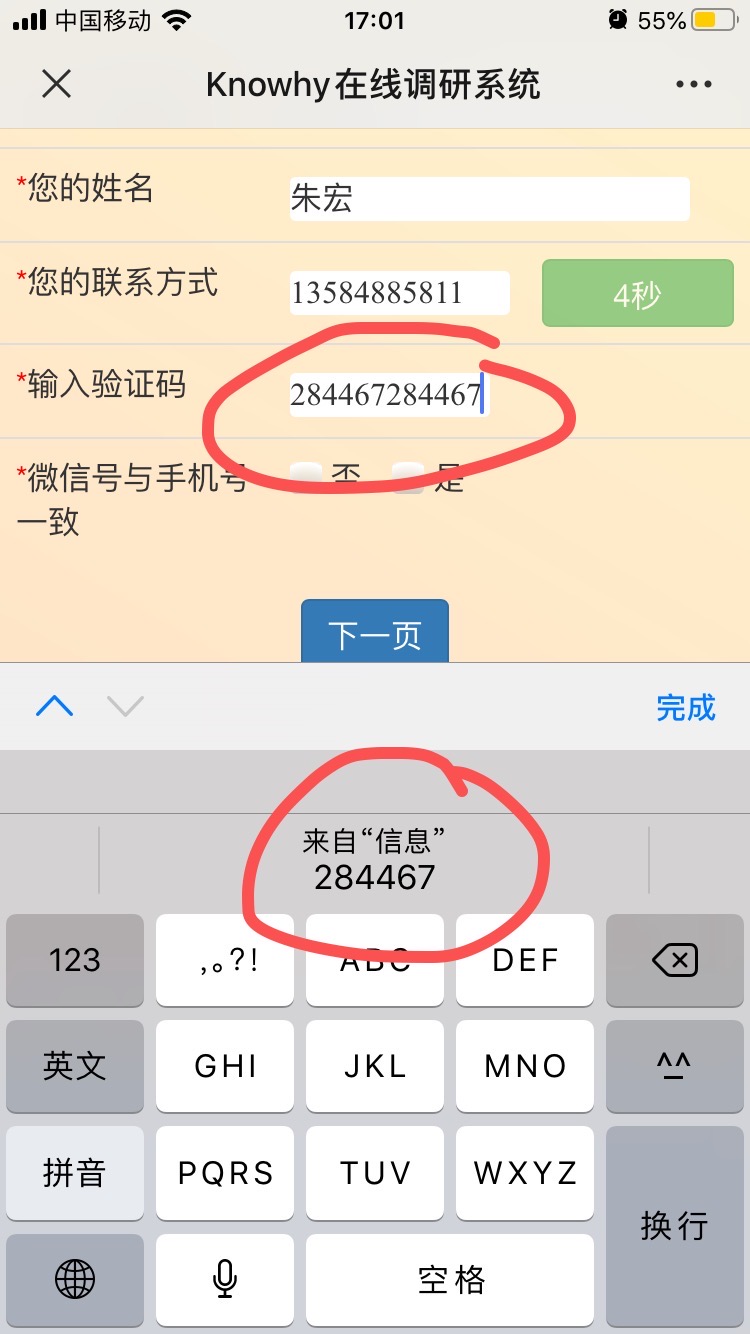 中国移动 17:01 55%
Knowhy在线调研系统
*您的姓名 朱宏
*您的联系方式 13584885811 4秒
*输入验证码 284467284467
*微信号与手机号 否 是
一致
下一页
完成
来自“信息”
284467
123 ,。?! ABC DEF
英文 GHI JKL MNO ^^
拼音 PQRS TUV WXYZ
换行
空格